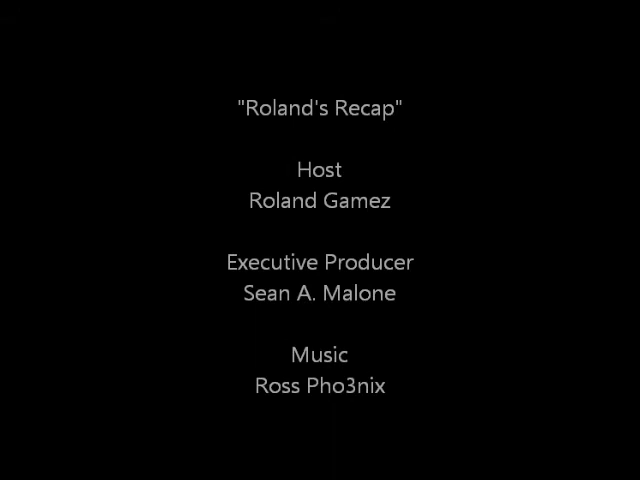 "Roland's Recap"
Host
Roland Gamez
Executive Producer
Sean A. Malone
Music
Ross Pho3nix